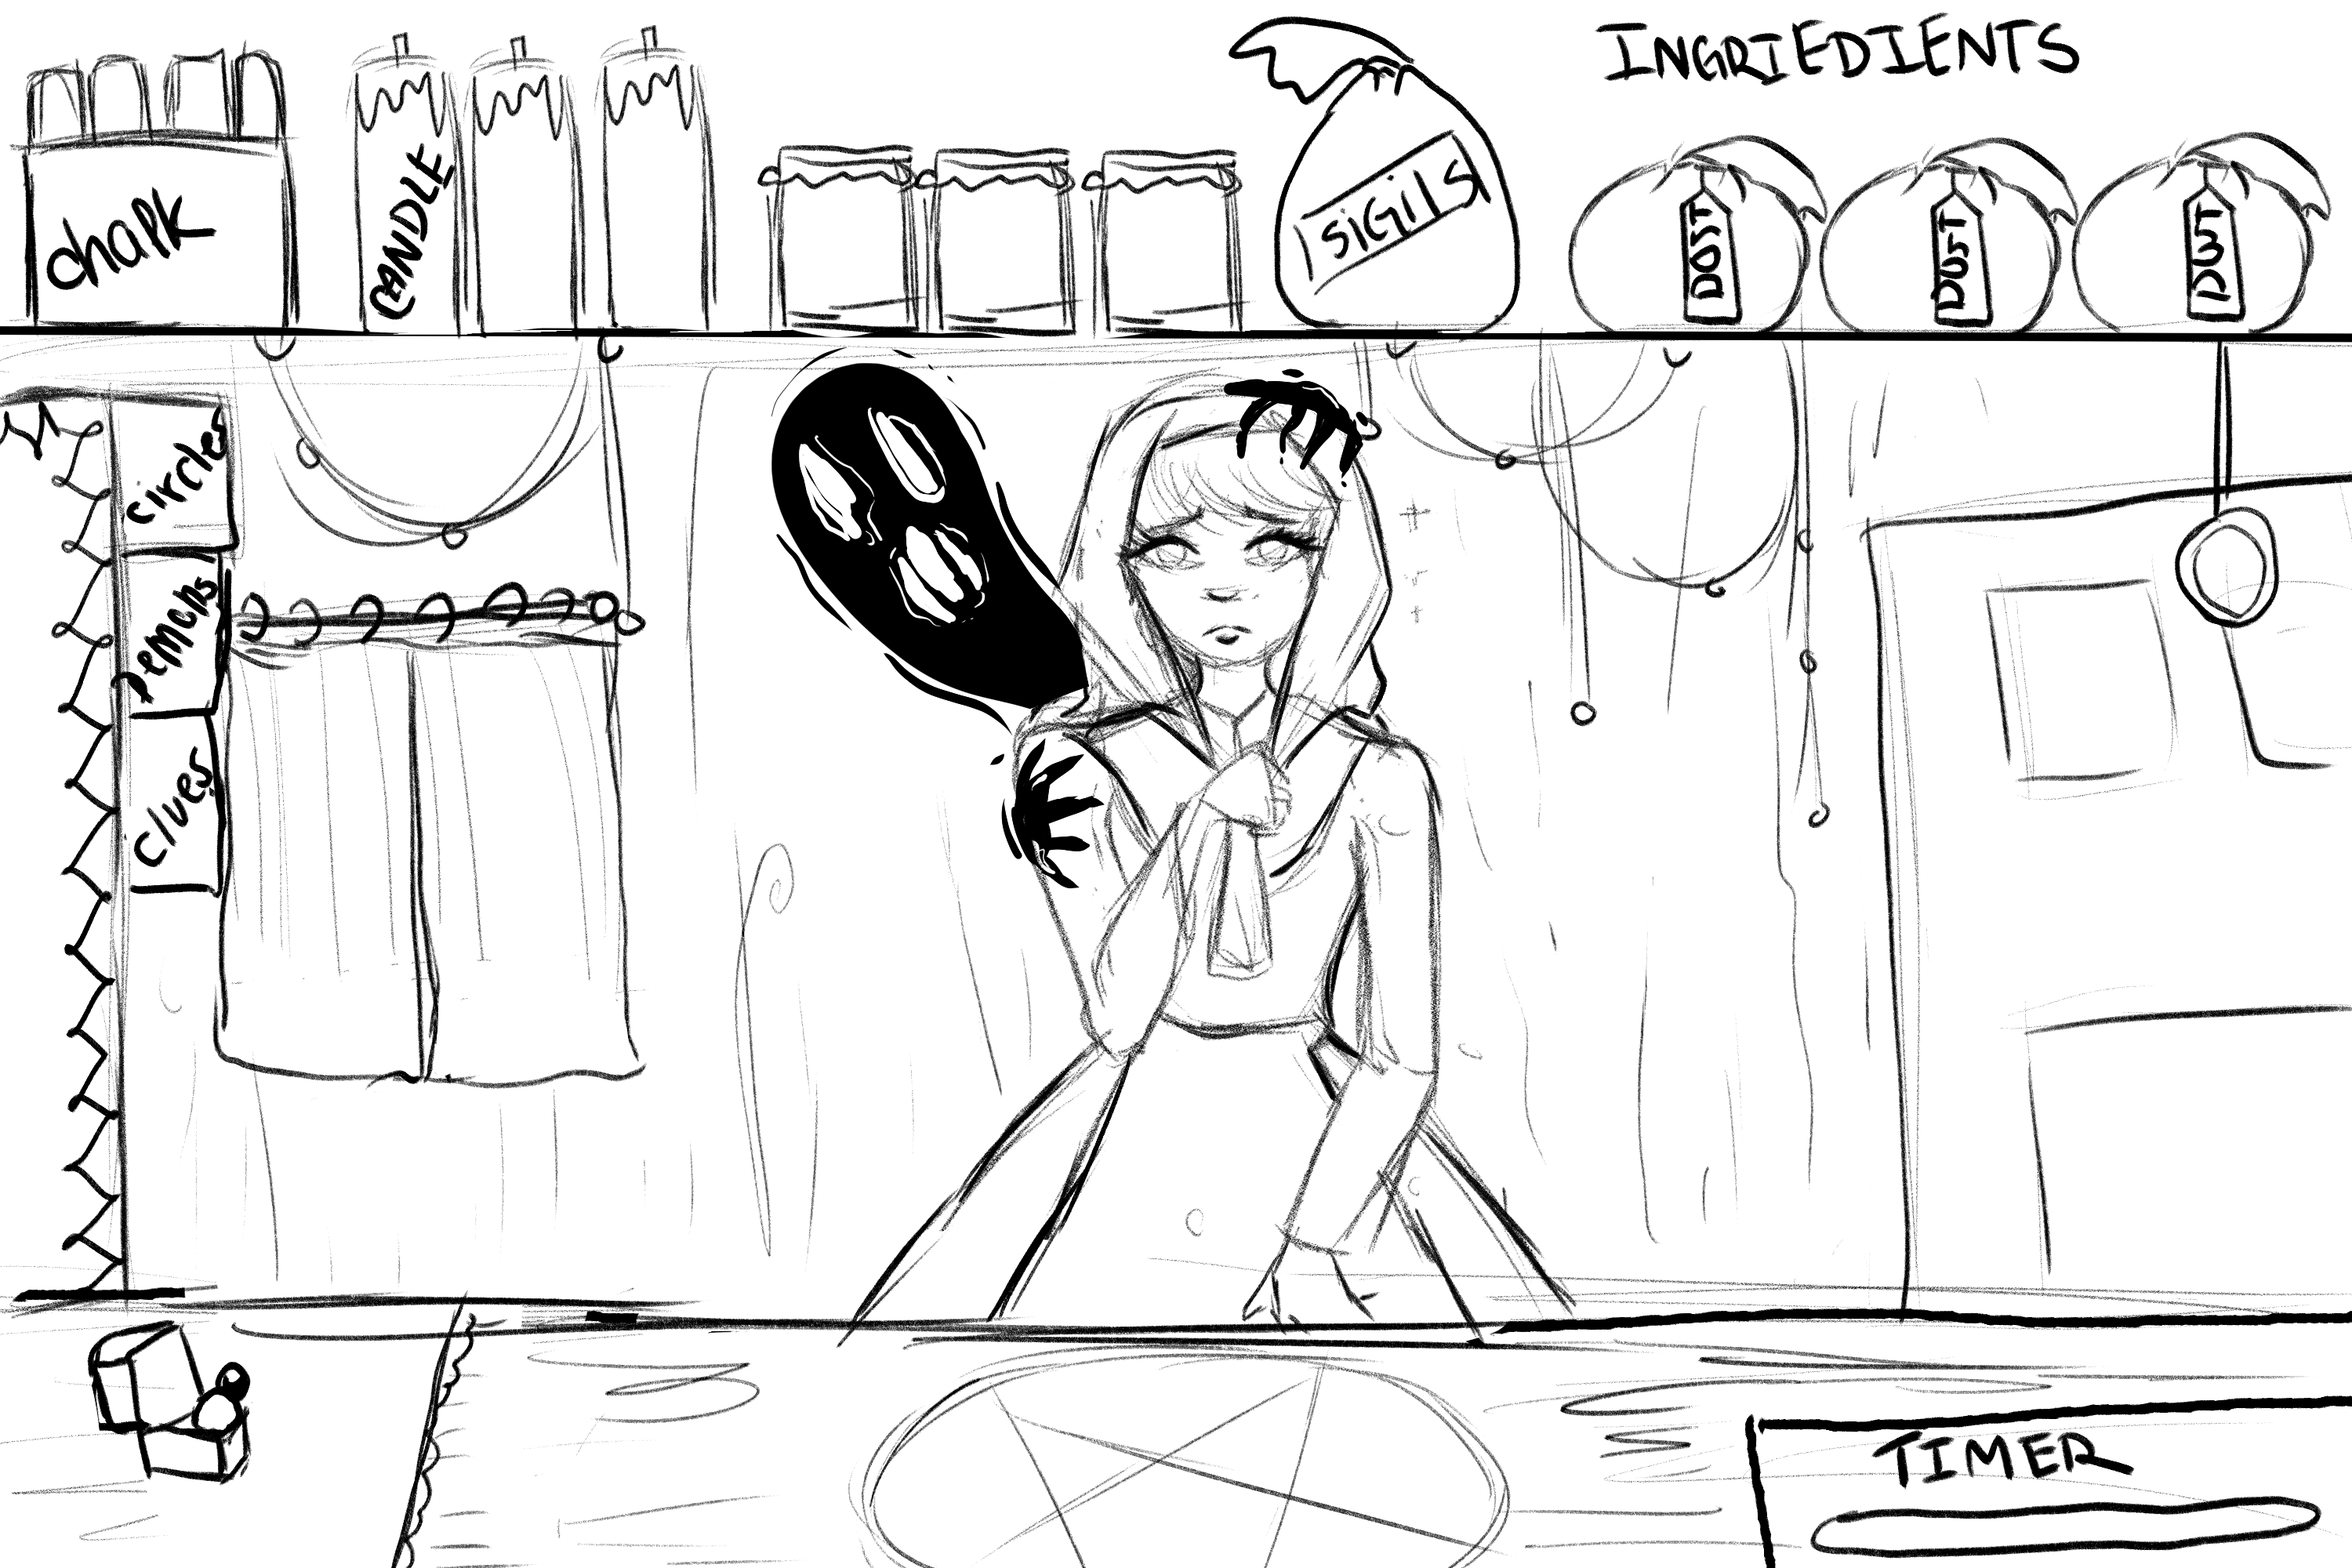 INGRIEDIENTS
chalk
CANDLE
SiGilS
DUST
DUST
DUST
circles
Demons
Clues
TIMER